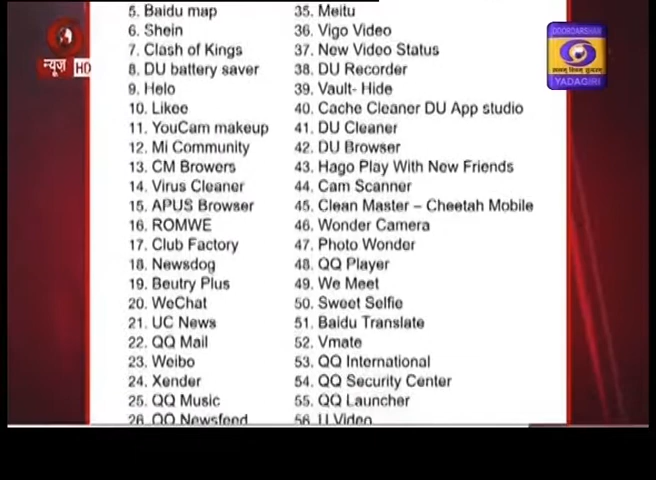 न्यूज़ HD
DOORDARSHAN
YADAGIRI
5. Baidu map
6. Shein
7. Clash of Kings
8. DU battery saver
9. Helo
10. Likee
11. YouCam makeup
12. Mi Community
13. CM Browers
14. Virus Cleaner
15. APUS Browser
16. ROMWE
17. Club Factory
18. Newsdog
19. Beutry Plus
20. WeChat
21. UC News
22. QQ Mail
23. Weibo
24. Xender
25. QQ Music
26. QQ Newsfeed
35. Meitu
36. Vigo Video
37. New Video Status
38. DU Recorder
39. Vault- Hide
40. Cache Cleaner DU App studio
41. DU Cleaner
42. DU Browser
43. Hago Play With New Friends
44. Cam Scanner
45. Clean Master – Cheetah Mobile
46. Wonder Camera
47. Photo Wonder
48. QQ Player
49. We Meet
50. Sweet Selfie
51. Baidu Translate
52. Vmate
53. QQ International
54. QQ Security Center
55. QQ Launcher
56. U Video